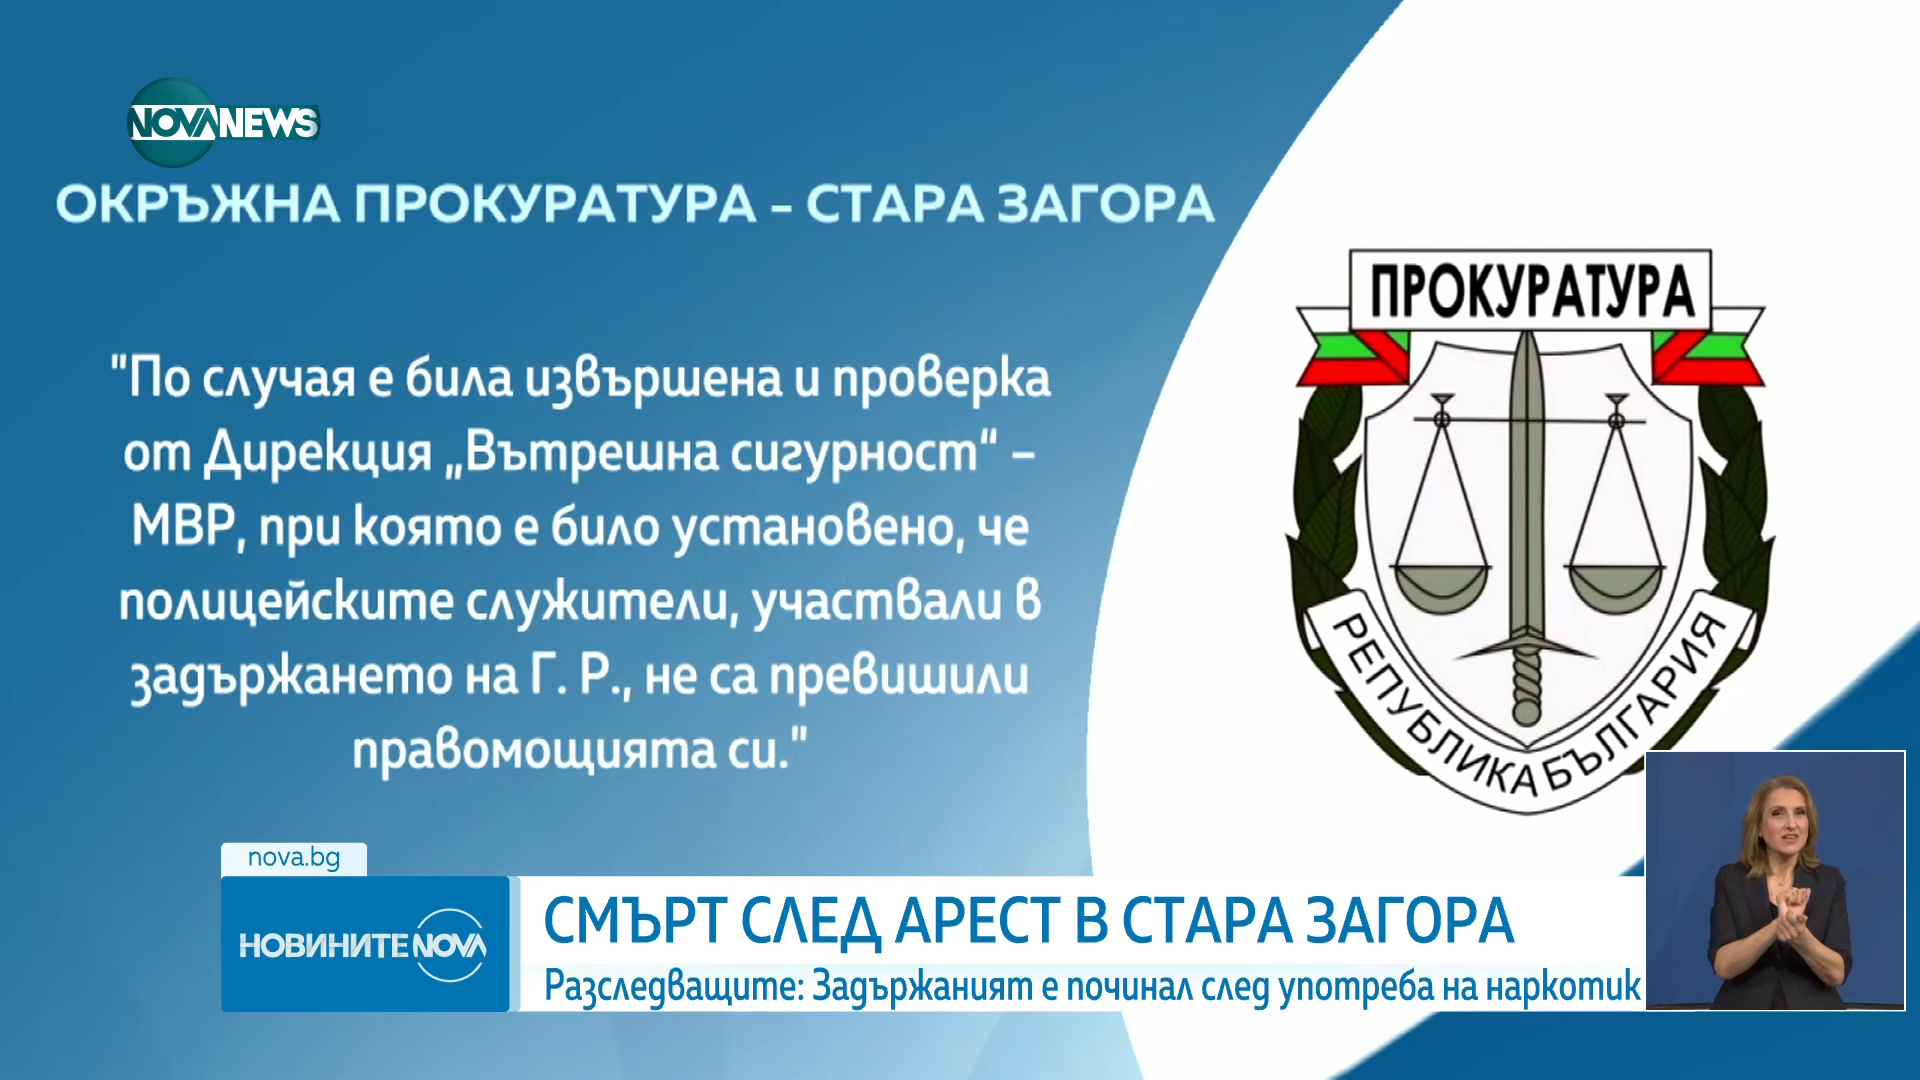 NOVANEWS
ОКРЪЖНА ПРОКУРАТУРА – СТАРА ЗАГОРА
"По случая е била извършена и проверка
от Дирекция „Вътрешна сигурност“ –
МВР, при която е било установено, че
полицейските служители, участвали в
задържането на Г. Р., не са превишили
правомощията си."
ПРОКУРАТУРА
РЕПУБЛИКА БЪЛГАРИЯ
nova.bg
НОВИНИТЕ NOVA
СМЪРТ СЛЕД АРЕСТ В СТАРА ЗАГОРА
Разследващите: Задържаният е починал след употреба на наркотик